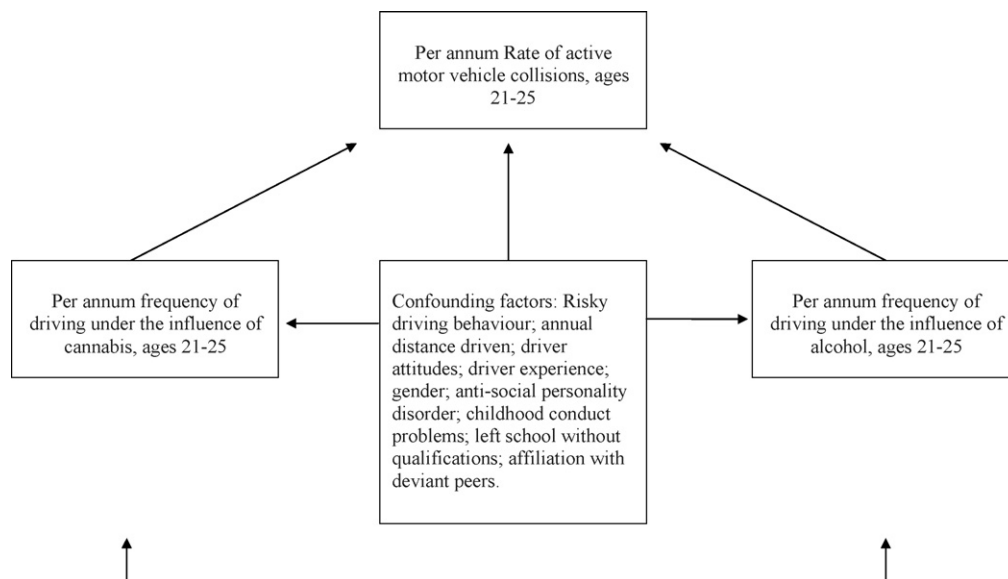 Per annum Rate of active
motor vehicle collisions, ages
21-25
Per annum frequency of
driving under the influence of
cannabis, ages 21-25
Confounding factors: Risky
driving behaviour; annual
distance driven; driver
attitudes; driver experience;
gender; anti-social personality
disorder; childhood conduct
problems; left school without
qualifications; affiliation with
deviant peers.
Per annum frequency of
driving under the influence of
alcohol, ages 21-25